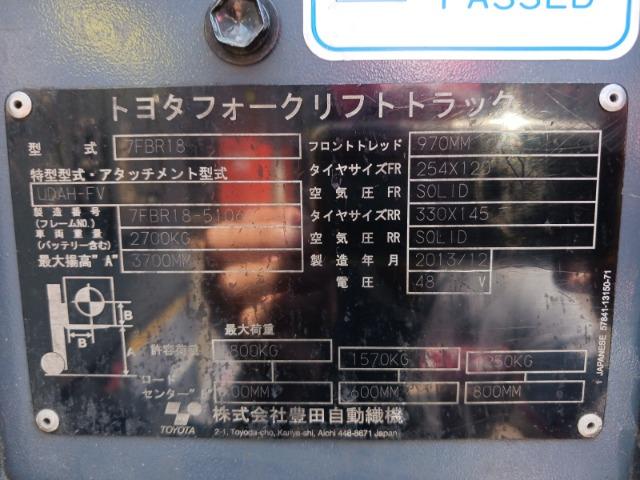 PASSED
トヨタフォークリフトトラック
型式 7FBR18 フロントトレッド 970MM
特型型式・アタッチメント型式 タイヤサイズFR 254X120
UDAH-FV 空気圧FR SOLID
製造番号 (フレームNO.) タイヤサイズRR 330X145
車両重量 (バッテリー含む) 2700KG 空気圧RR SOLID
最大揚高"A" 3700MM 製造年月 2013/12
電圧 48 V
最大荷重
B
B A 許容荷重 1570KG
ロード
センター" 600MM 800MM
TOYOTA 株式会社豊田自動織機
2-1, Toyoda-cho, Kariya-shi, Aichi 448-8671 Japan
1 JAPANESE 57841-13150-71